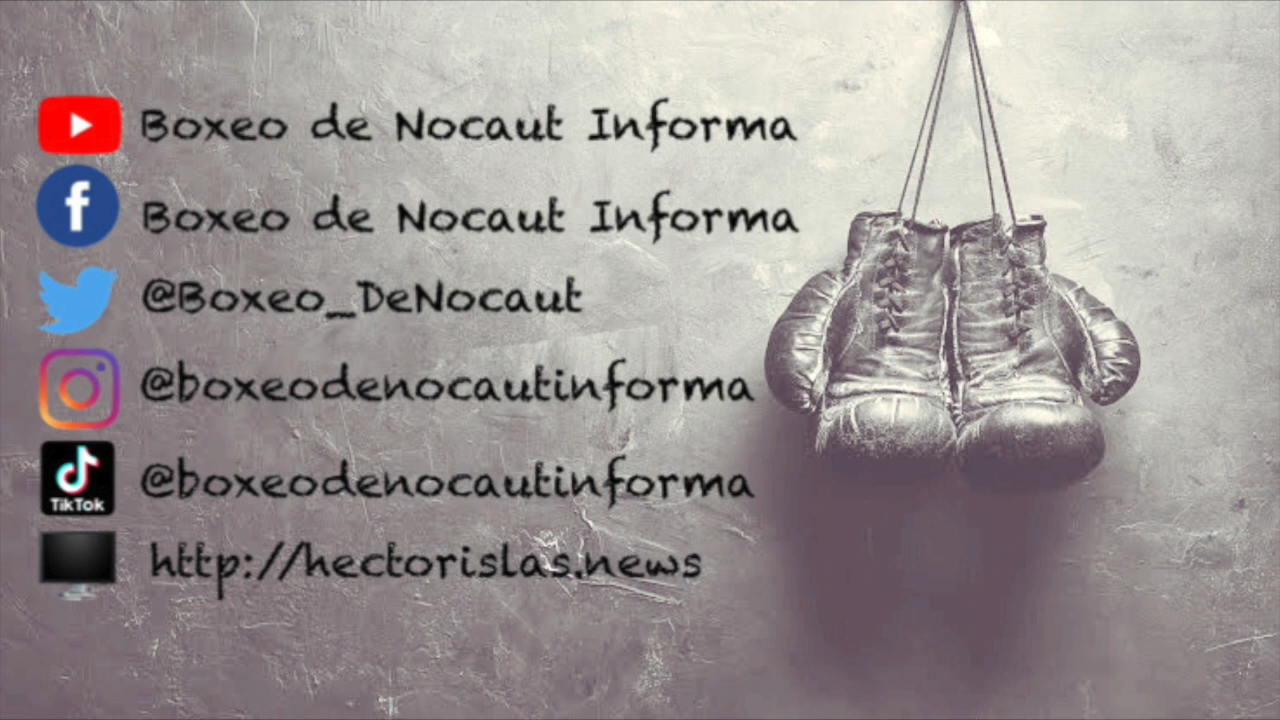 Boxeo de Nocaut Informa
Boxeo de Nocaut Informa
@Boxeo_DeNocaut
@boxeodenocautinforma
@boxeodenocautinforma
TikTok
http://hectorislas.news